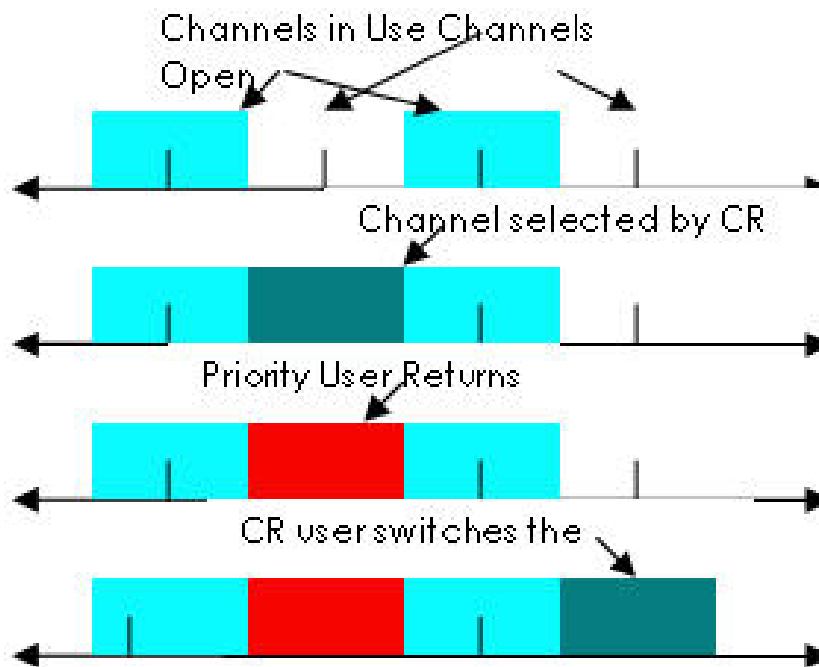 Channels in Use Channels
Open
Channel selected by CR
Priority User Returns
CR user switches the